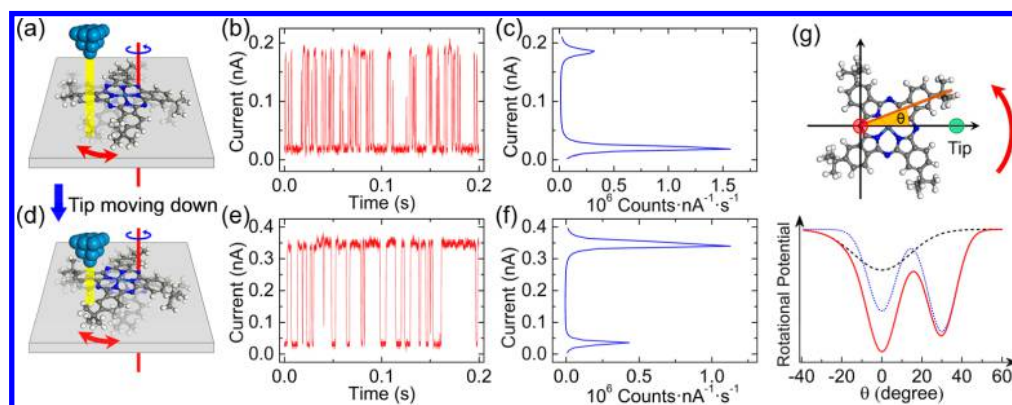 (a)
(b)
(c)
(g)
Current (nA)
0.2
0.1
0.0
0.0
0.1
0.2
Time (s)
Current (nA)
0.2
0.1
0.0
0.0
0.5
1.0
1.5
10⁶ Counts·nA⁻¹·s⁻¹
θ
Tip
Tip moving down
(d)
(e)
(f)
Current (nA)
0.4
0.3
0.2
0.1
0.0
0.0
0.1
0.2
Time (s)
Current (nA)
0.4
0.3
0.2
0.1
0.0
0.0
0.5
1.0
10⁶ Counts·nA⁻¹·s⁻¹
Rotational Potential
-40
-20
0
20
40
60
θ (degree)